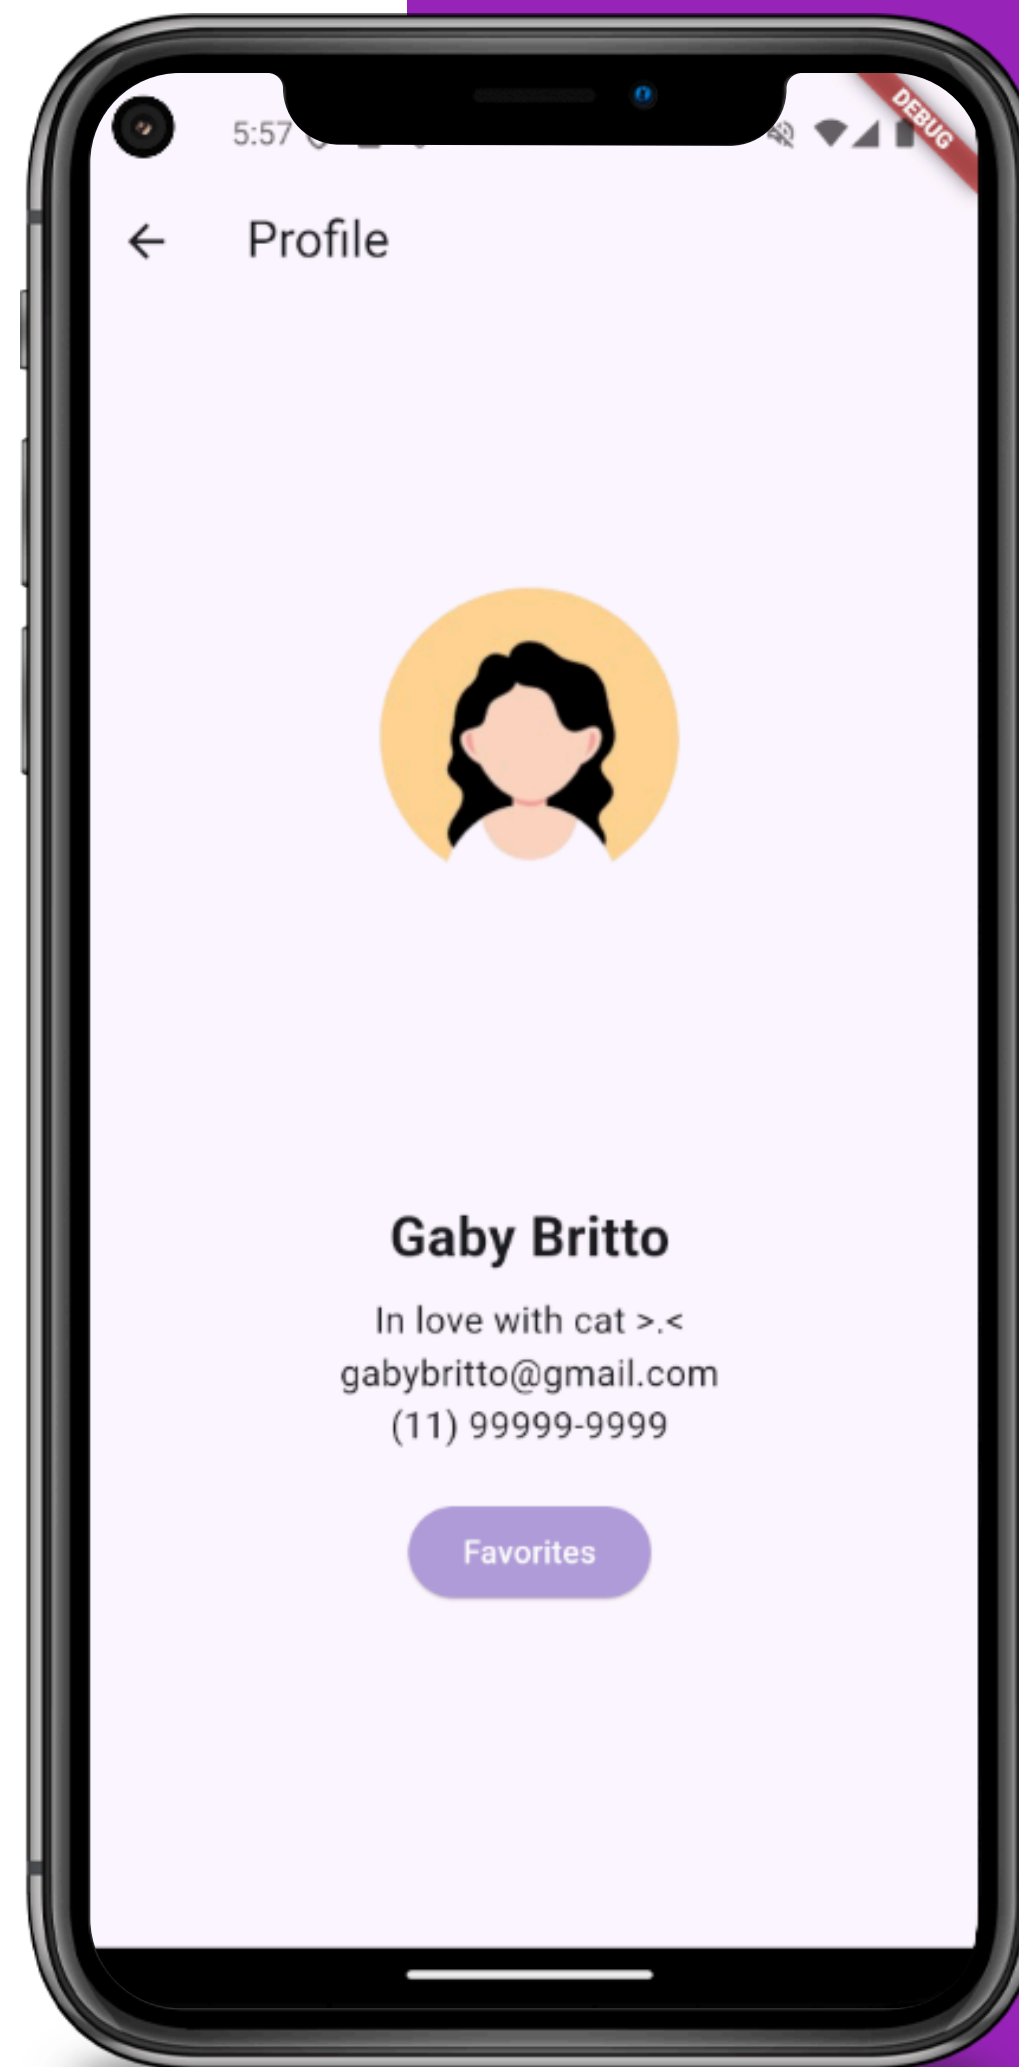 5:57
DEBUG
Profile
Gaby Britto
In love with cat >.<
gabybritto@gmail.com
(11) 99999-9999
Favorites